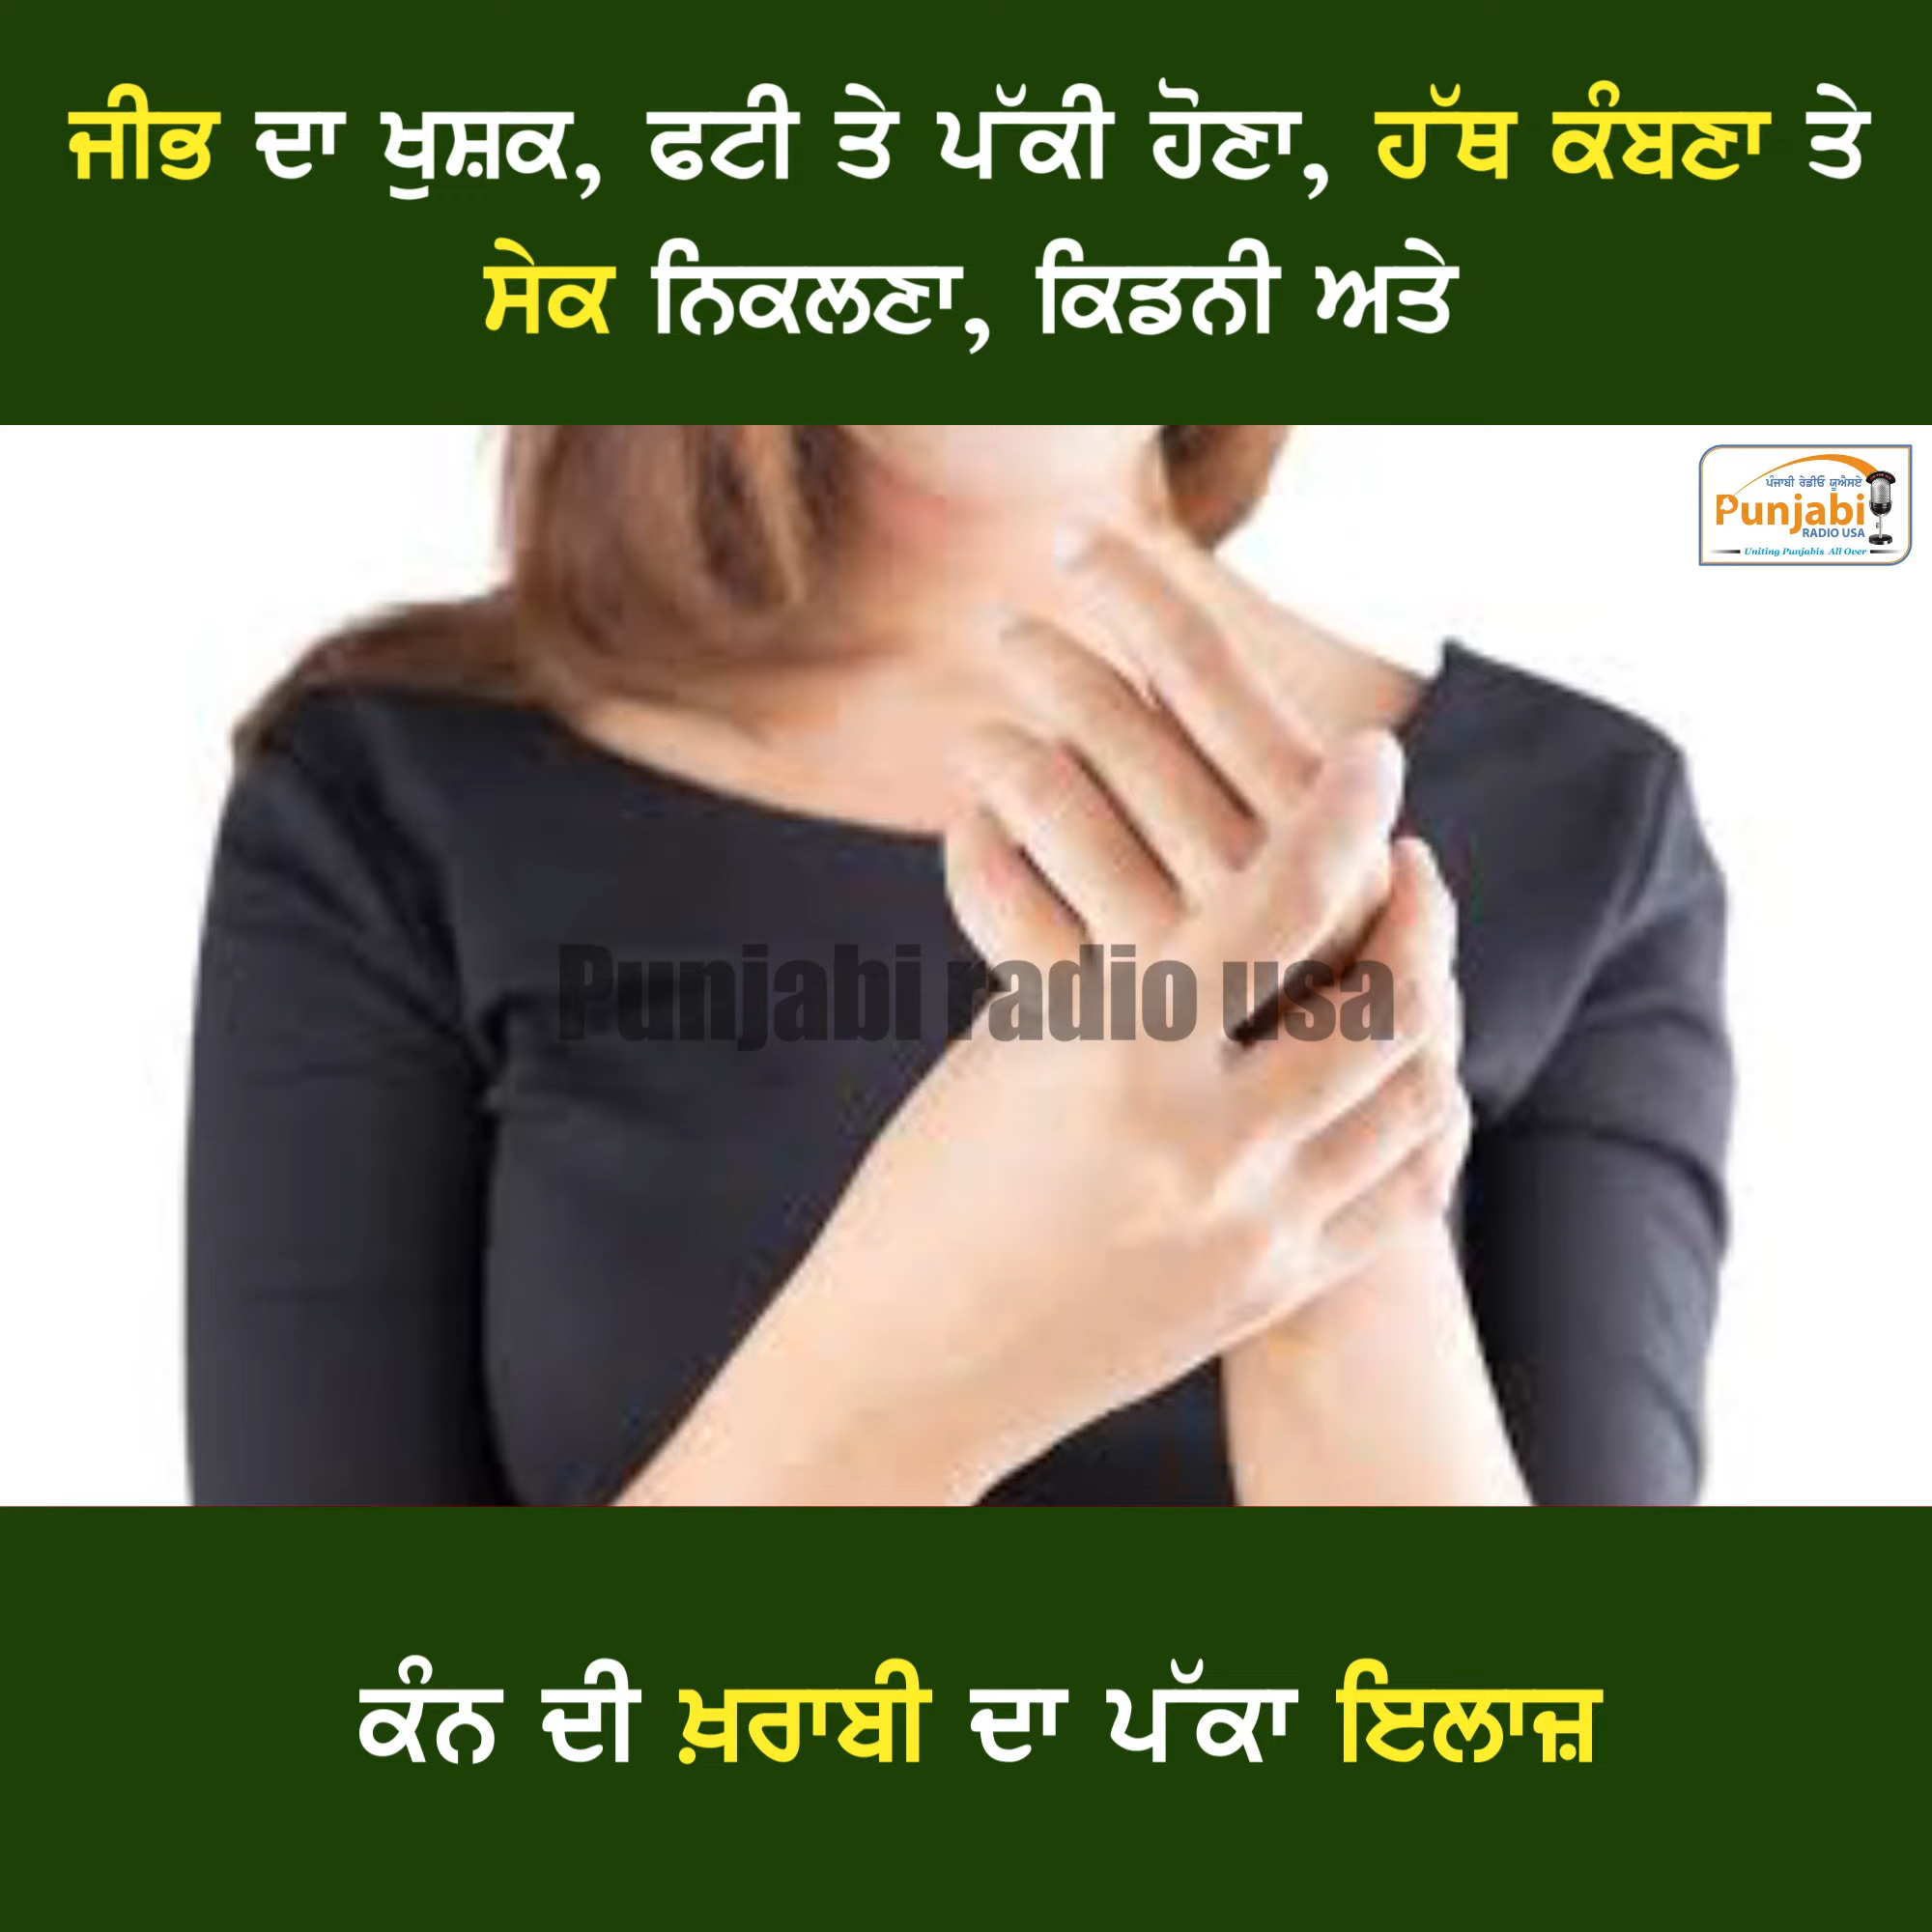 ਜੀਭ ਦਾ ਖੁਸ਼ਕ, ਫਟੀ ਤੇ ਪੱਕੀ ਹੋਣਾ, ਹੱਥ ਕੰਬਣਾ ਤੇ
ਸੇਕ ਨਿਕਲਣਾ, ਕਿਡਨੀ ਅਤੇ
ਪੰਜਾਬੀ ਰੇਡੀਓ ਯੂਐਸਏ
Punjabi
RADIO USA
Uniting Punjabis All Over
Punjabi radio usa
ਕੰਨ ਦੀ ਖ਼ਰਾਬੀ ਦਾ ਪੱਕਾ ਇਲਾਜ਼